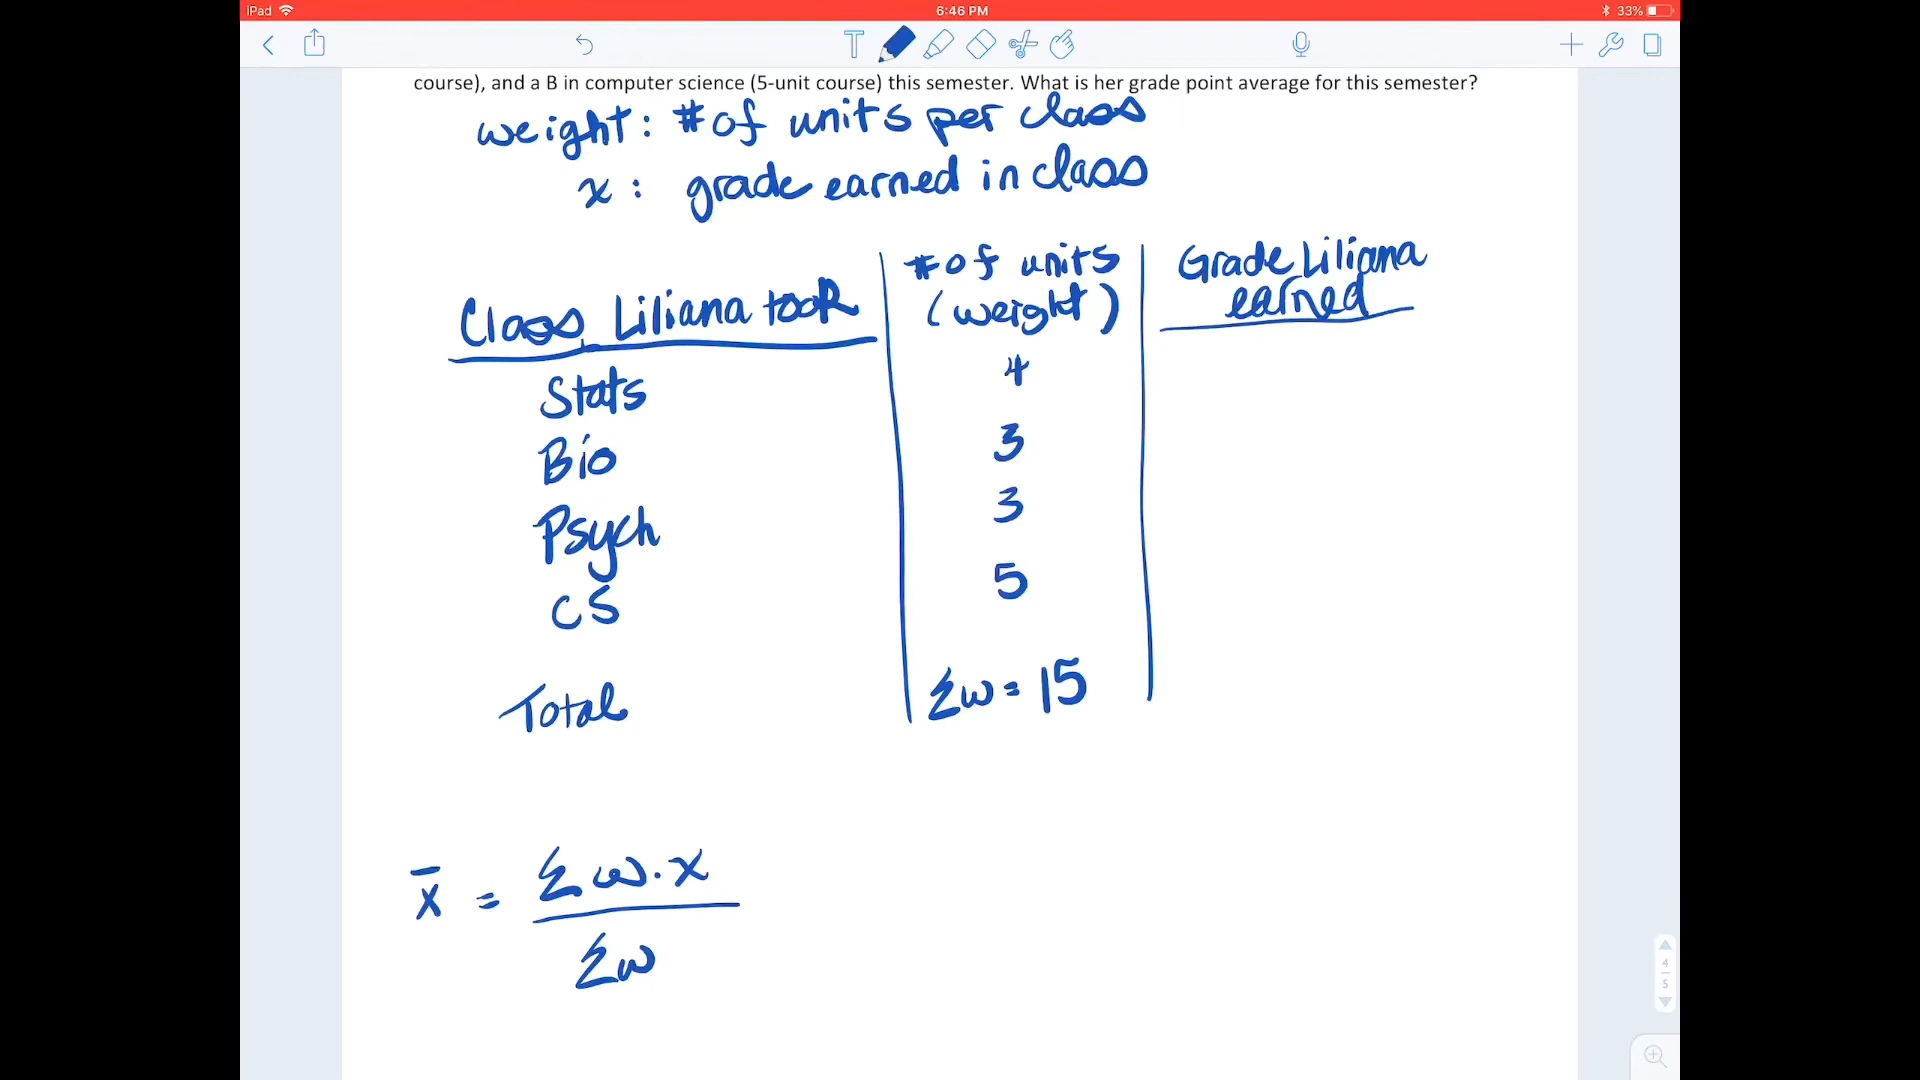 iPad 6:46 PM 33%
T
course), and a B in computer science (5-unit course) this semester. What is her grade point average for this semester?
weight: # of units per class
x: grade earned in class
Class Liliana took # of units (weight) Grade Liliana earned
Stats 4
Bio 3
Psych 3
CS 5
Total Σw = 15
x̄ = Σw·x
Σw
4
5